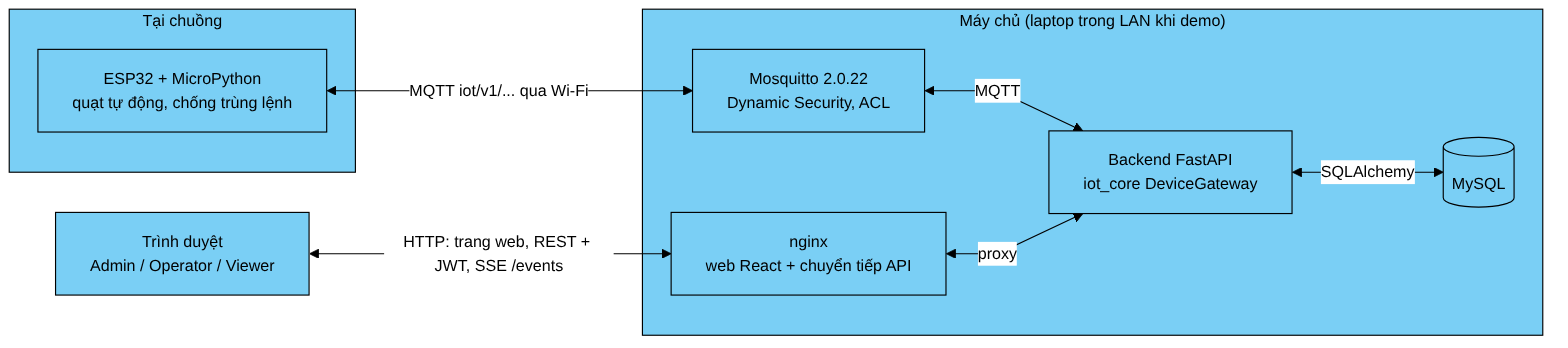 Tại chuồng
ESP32 + MicroPython
quạt tự động, chống trùng lệnh
MQTT iot/v1/... qua Wi-Fi
Máy chủ (laptop trong LAN khi demo)
Mosquitto 2.0.22
Dynamic Security, ACL
MQTT
Backend FastAPI
iot_core DeviceGateway
SQLAlchemy
MySQL
Trình duyệt
Admin / Operator / Viewer
HTTP: trang web, REST +
JWT, SSE /events
nginx
web React + chuyển tiếp API
proxy